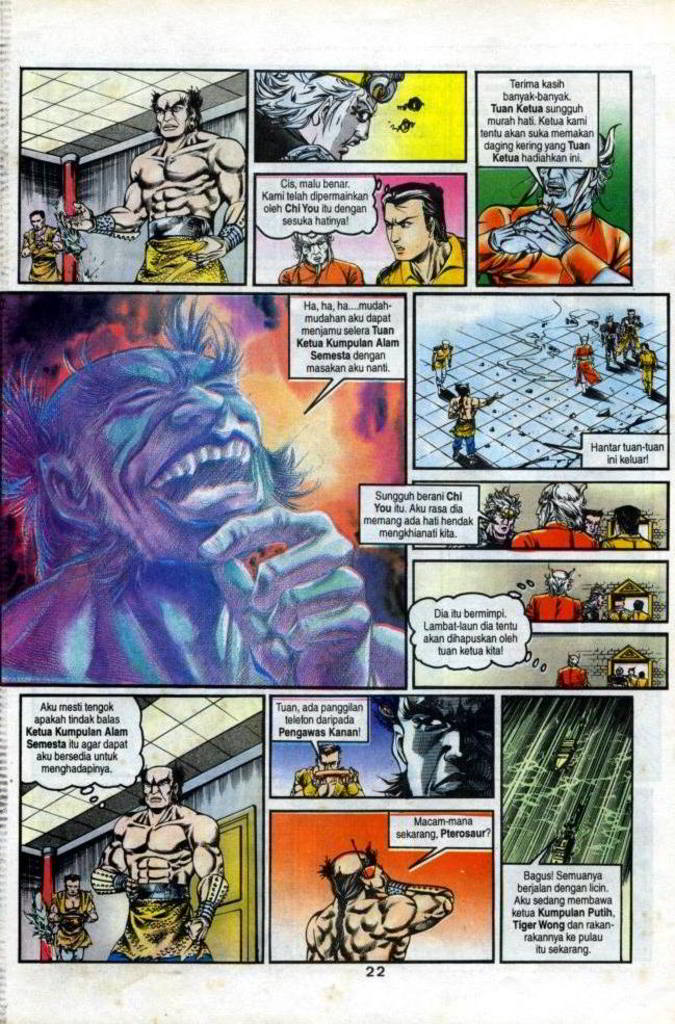 Terima kasih
banyak-banyak.
Tuan Ketua sungguh
murah hati. Ketua kami
tentu akan suka memakan
daging kering yang Tuan
Ketua hadiahkan ini.
Cis, malu benar.
Kami telah dipermainkan
oleh Chi You itu dengan
sesuka hatinya!
Ha, ha, ha....mudah-
mudahan aku dapat
menjamu selera Tuan
Ketua Kumpulan Alam
Semesta dengan
masakan aku nanti.
Hantar tuan-tuan
ini keluar!
Sungguh berani Chi
You itu. Aku rasa dia
memang ada hati hendak
mengkhianati kita.
Dia itu bermimpi.
Lambat-laun dia tentu
akan dihapuskan oleh
tuan ketua kita!
Aku mesti tengok
apakah tindak balas
Ketua Kumpulan Alam
Semesta itu agar dapat
aku bersedia untuk
menghadapinya.
Tuan, ada panggilan
telefon daripada
Pengawas Kanan!
Macam-mana
sekarang, Pterosaur?
Bagus! Semuanya
berjalan dengan licin.
Aku sedang membawa
ketua Kumpulan Putih,
Tiger Wong dan rakan-
rakannya ke pulau
itu sekarang.
22